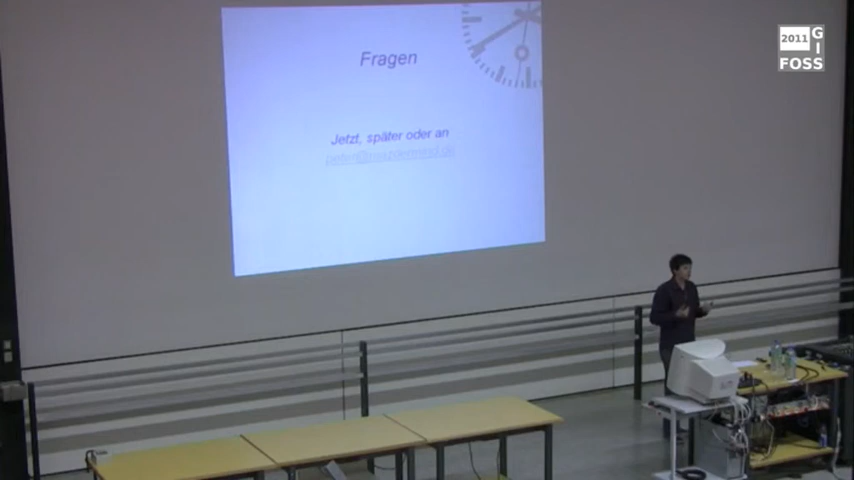 2011
G
I
FOSS
Fragen
Jetzt, später oder an